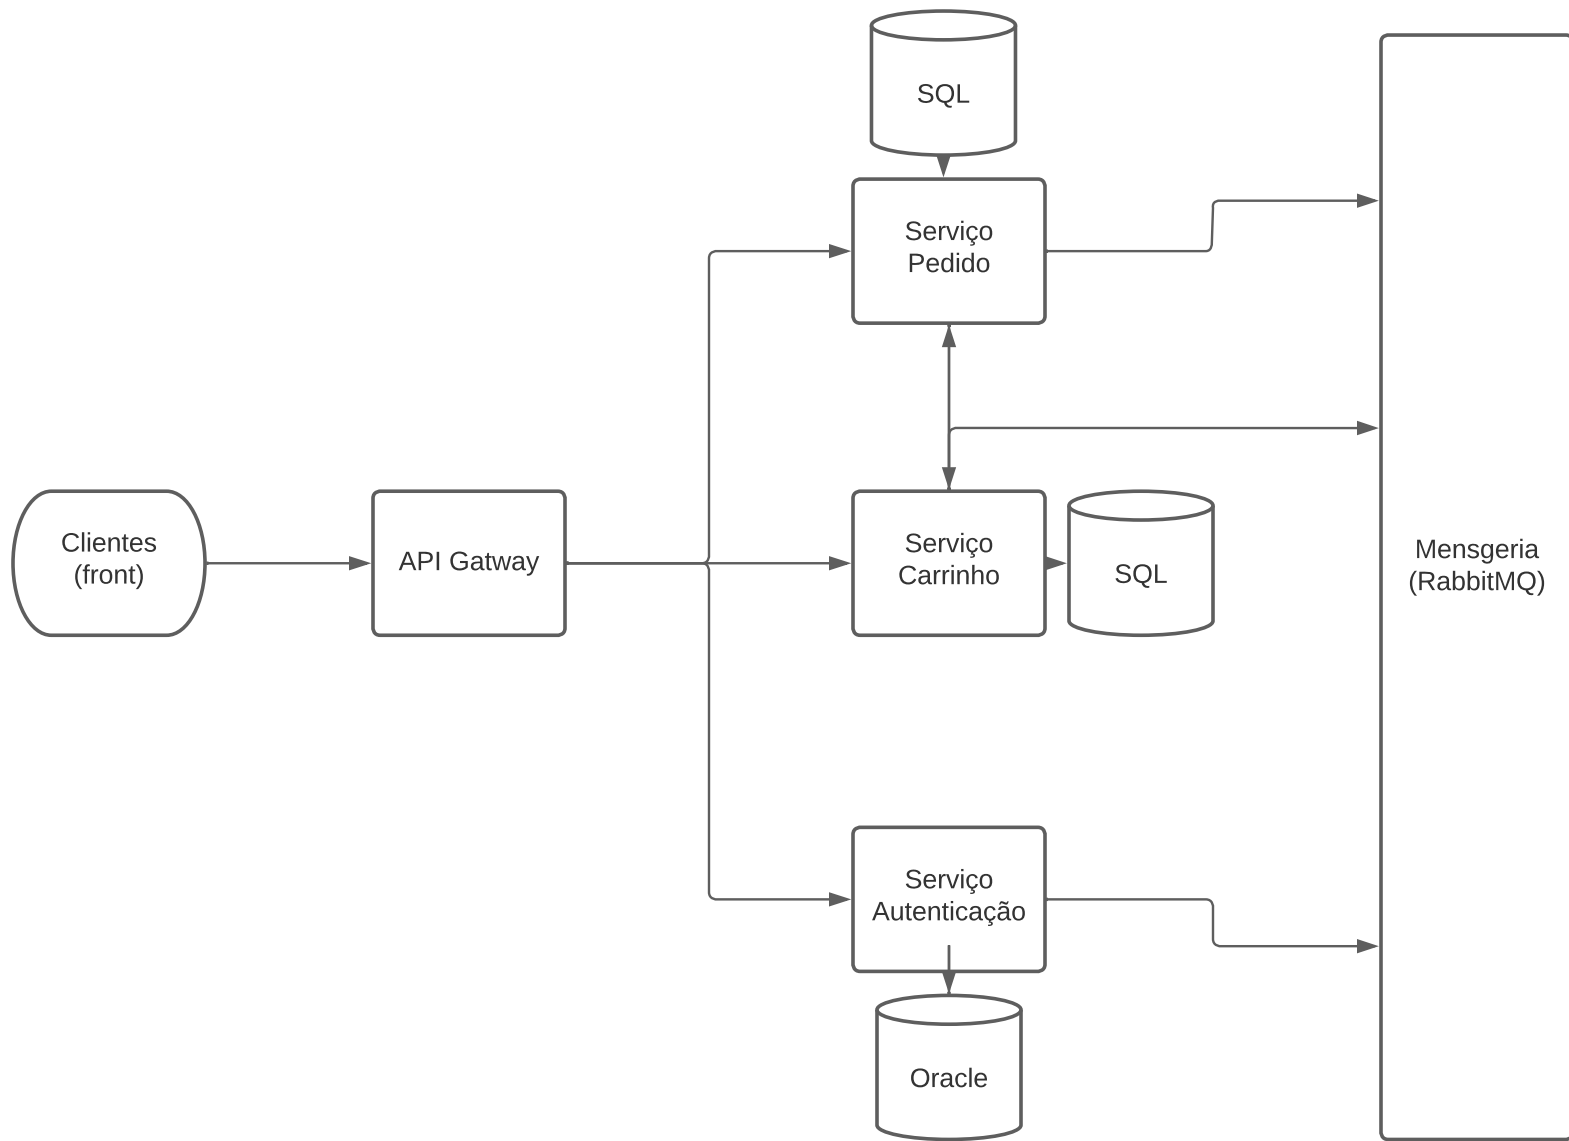 SQL
Serviço
Pedido
Clientes
(front)
API Gatway
Serviço
Carrinho
SQL
Mensgeria
(RabbitMQ)
Serviço
Autenticação
Oracle